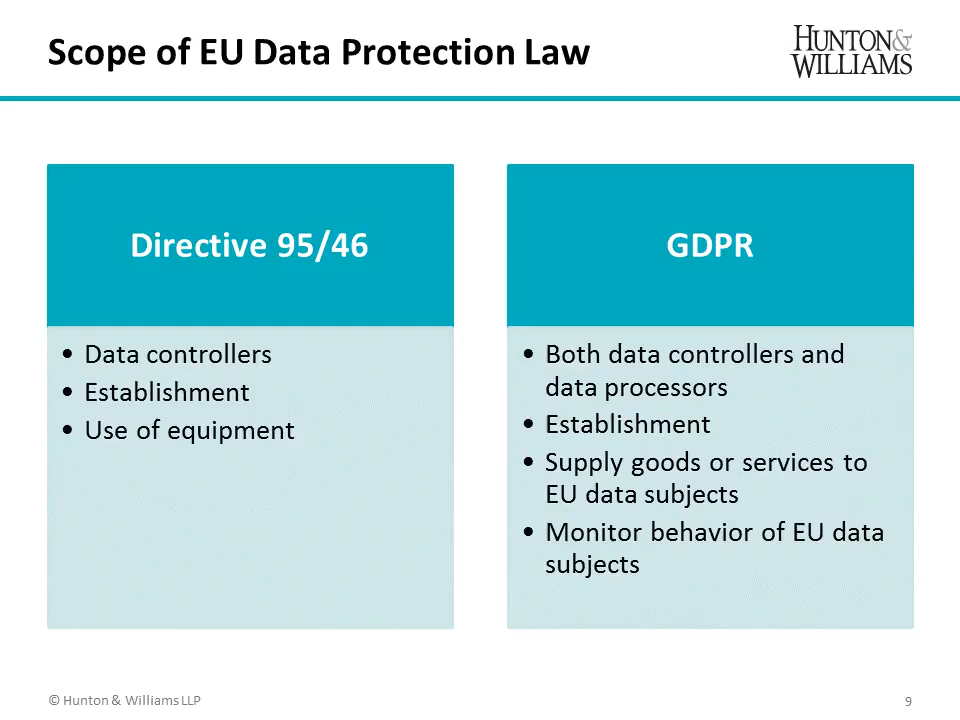 Scope of EU Data Protection Law
HUNTON&
WILLIAMS
Directive 95/46
• Data controllers
• Establishment
• Use of equipment
GDPR
• Both data controllers and
data processors
• Establishment
• Supply goods or services to
EU data subjects
• Monitor behavior of EU data
subjects
© Hunton & Williams LLP
9